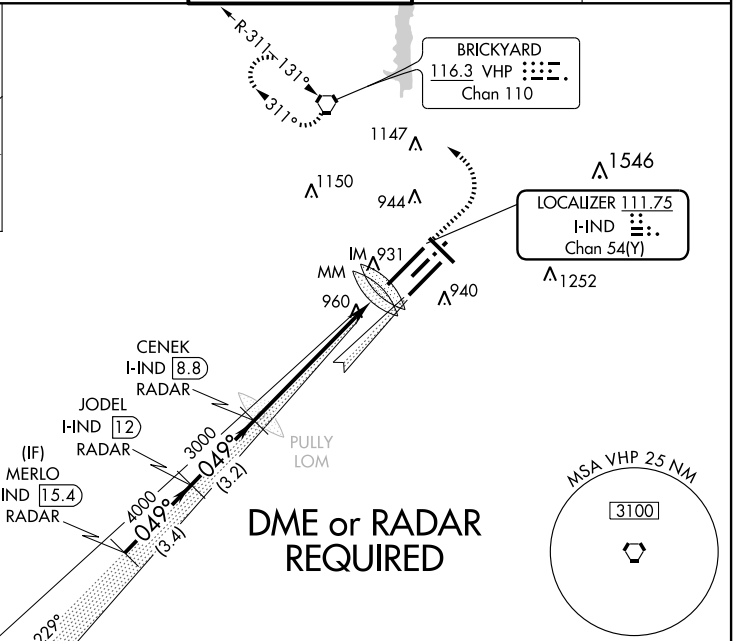 R-311
131°
311°
BRICKYARD
116.3 VHP
Chan 110
1147
1150
944
1546
LOCALIZER 111.75
I-IND
Chan 54(Y)
IM
931
MM
1252
940
960
CENEK
I-IND 8.8
RADAR
JODEL
I-IND 12
RADAR
PULLY
LOM
(IF)
MERLO
IND 15.4
RADAR
3000
049°
(3.2)
4000
049°
(3.4)
229°
DME or RADAR
REQUIRED
MSA VHP 25 NM
3100